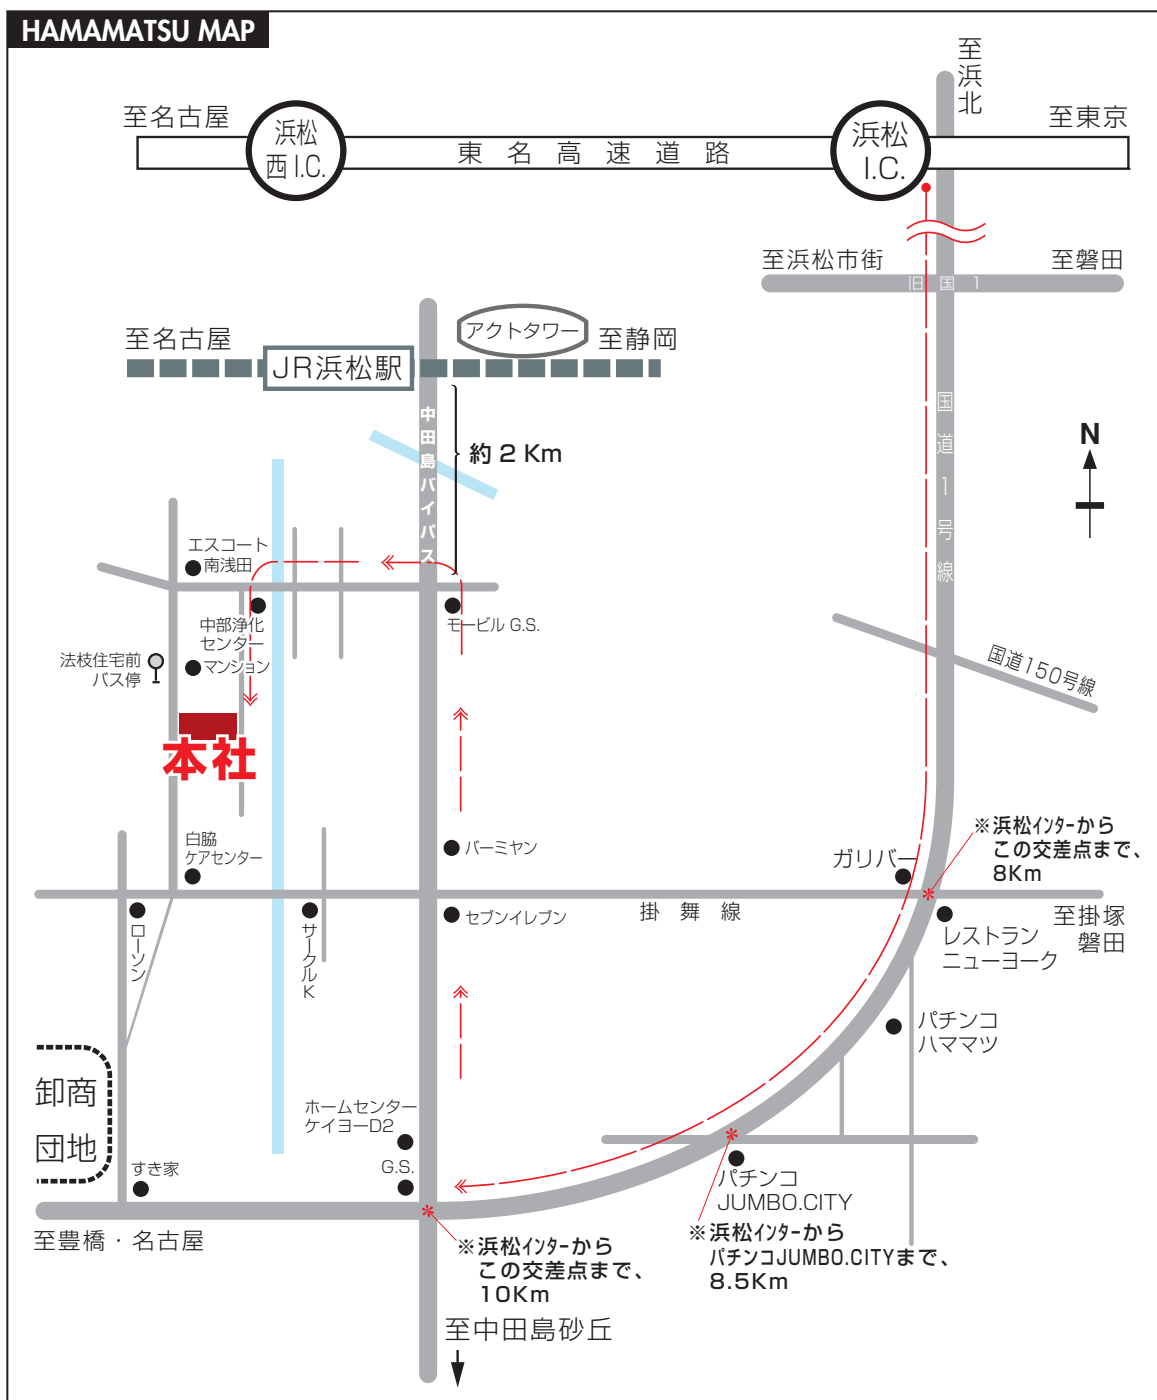 HAMAMATSU MAP
至浜北
至名古屋
至東京
浜松
西 I.C.
東名高速道路
浜松
I.C.
至浜松市街
至磐田
旧国1
アクトタワー
至名古屋
至静岡
JR浜松駅
中田島バイパス
約 2 Km
国道1号線
N
エスコート
南浅田
中部浄化
センター
モービル G.S.
法枝住宅前
バス停
マンション
国道150号線
本社
白脇
ケアセンター
バーミヤン
ガリバー
※浜松インターから
この交差点まで、
8Km
ローソン
サークルK
セブンイレブン
掛舞線
至掛塚
磐田
レストラン
ニューヨーク
パチンコ
ハママツ
卸商
団地
ホームセンター
ケイヨーD2
すき家
G.S.
パチンコ
JUMBO.CITY
至豊橋・名古屋
※浜松インターから
この交差点まで、
10Km
※浜松インターから
パチンコJUMBO.CITYまで、
8.5Km
至中田島砂丘